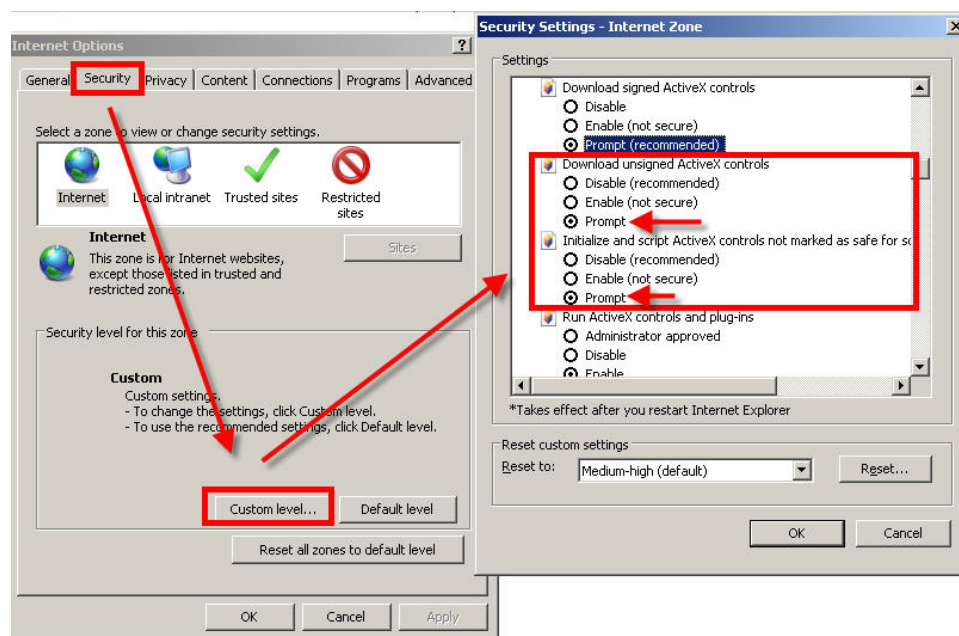 Internet Options
?
General Security Privacy Content Connections Programs Advanced
Select a zone to view or change security settings.
Internet Local intranet Trusted sites Restricted
sites
Internet
This zone is for Internet websites,
except those listed in trusted and
restricted zones.
Sites
Security level for this zone
Custom
Custom settings.
- To change the settings, click Custom level.
- To use the recommended settings, click Default level.
Custom level... Default level
Reset all zones to default level
OK Cancel Apply
Security Settings - Internet Zone
Settings
Download signed ActiveX controls
Disable
Enable (not secure)
Prompt (recommended)
Download unsigned ActiveX controls
Disable (recommended)
Enable (not secure)
Prompt
Initialize and script ActiveX controls not marked as safe for sc
Disable (recommended)
Enable (not secure)
Prompt
Run ActiveX controls and plug-ins
Administrator approved
Disable
Enable
*Takes effect after you restart Internet Explorer
Reset custom settings
Reset to: Medium-high (default) Reset...
OK Cancel